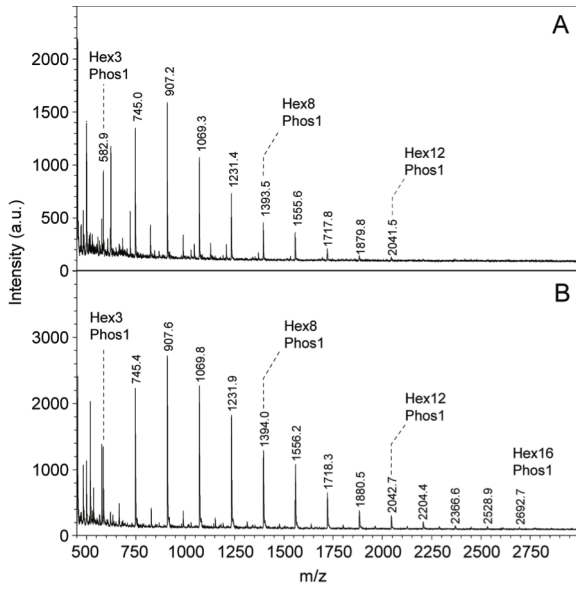 A
2000
1500
1000
500
0
Hex3
Phos1
582.9
745.0
907.2
1069.3
1231.4
Hex8
Phos1
1393.5
1555.6
1717.8
1879.8
Hex12
Phos1
2041.5
Intensity (a.u.)
B
3000
2000
1000
0
Hex3
Phos1
745.4
907.6
1069.8
1231.9
Hex8
Phos1
1394.0
1556.2
1718.3
1880.5
Hex12
Phos1
2042.7
2204.4
2366.6
2528.9
Hex16
Phos1
2692.7
500 750 1000 1250 1500 1750 2000 2250 2500 2750
m/z